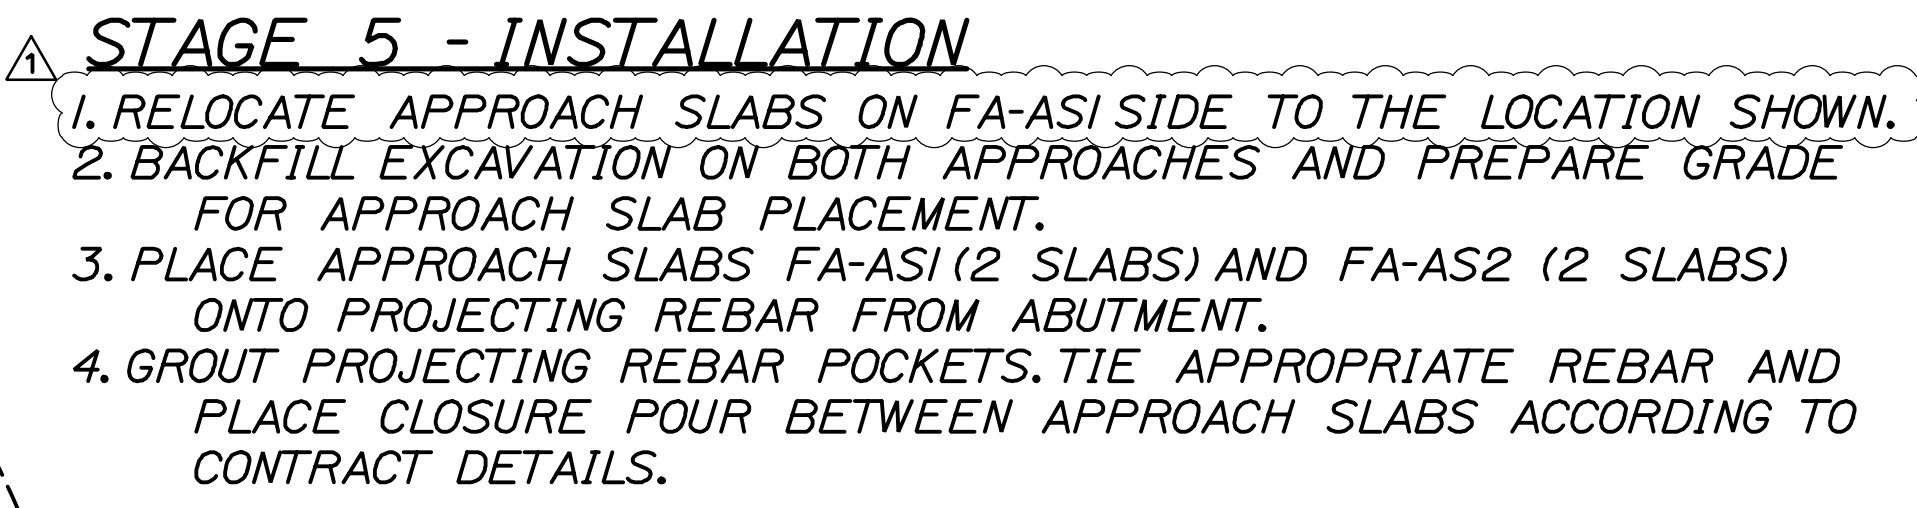 STAGE 5 - INSTALLATION
1
1. RELOCATE APPROACH SLABS ON FA-AS1 SIDE TO THE LOCATION SHOWN.
2. BACKFILL EXCAVATION ON BOTH APPROACHES AND PREPARE GRADE
FOR APPROACH SLAB PLACEMENT.
3. PLACE APPROACH SLABS FA-AS1 (2 SLABS) AND FA-AS2 (2 SLABS)
ONTO PROJECTING REBAR FROM ABUTMENT.
4. GROUT PROJECTING REBAR POCKETS. TIE APPROPRIATE REBAR AND
PLACE CLOSURE POUR BETWEEN APPROACH SLABS ACCORDING TO
CONTRACT DETAILS.